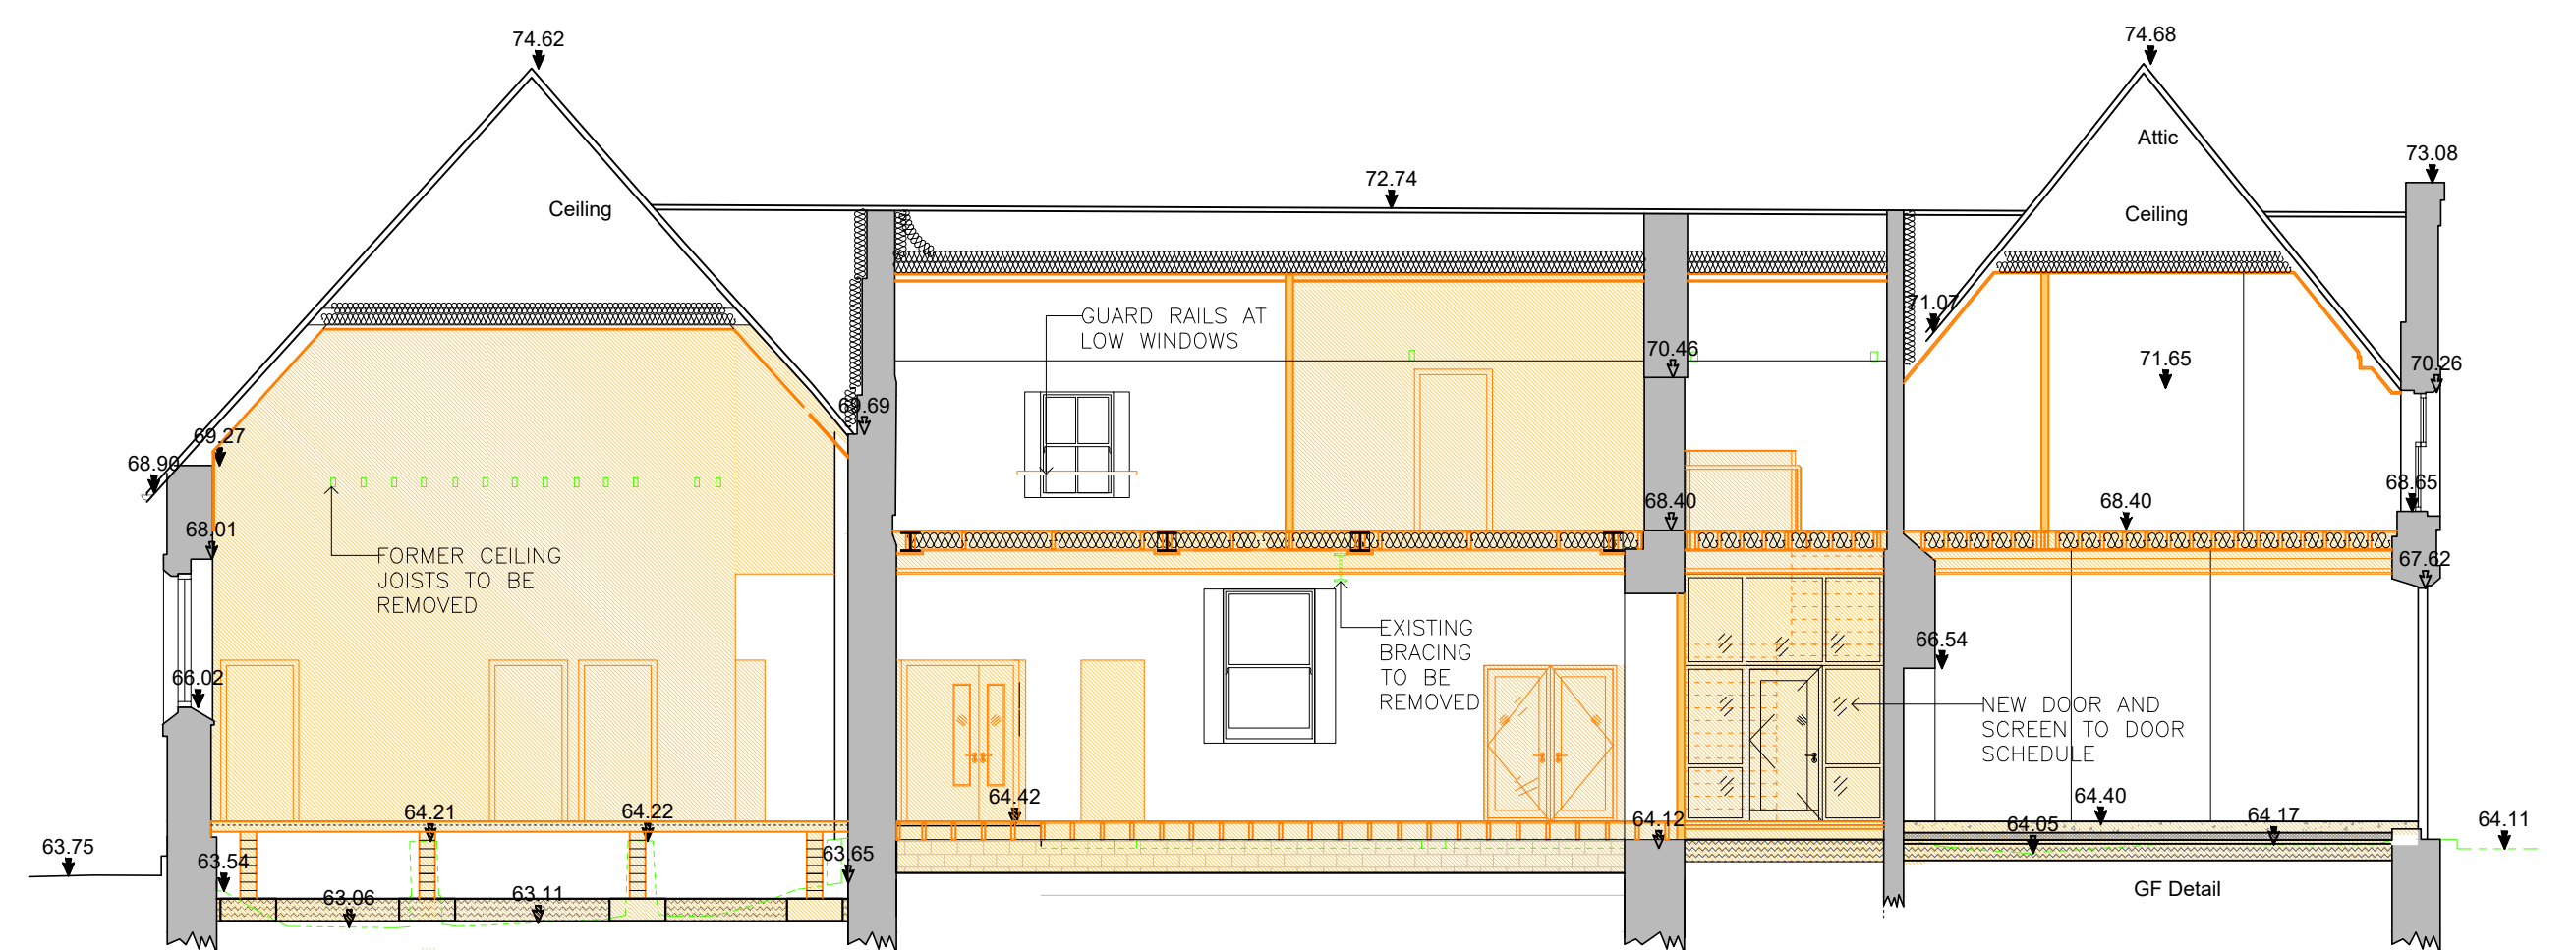 74.62
74.68
Attic
73.08
72.74
Ceiling
Ceiling
71.07
GUARD RAILS AT
LOW WINDOWS
70.46
71.65
70.26
69.69
69.27
68.90
68.40
68.40
68.65
68.01
FORMER CEILING
JOISTS TO BE
REMOVED
67.62
EXISTING
BRACING
TO BE
REMOVED
66.54
66.02
NEW DOOR AND
SCREEN TO DOOR
SCHEDULE
64.42
64.40
64.21
64.22
64.12
64.05
64.17
64.11
63.75
63.54
63.65
63.06
63.11
GF Detail